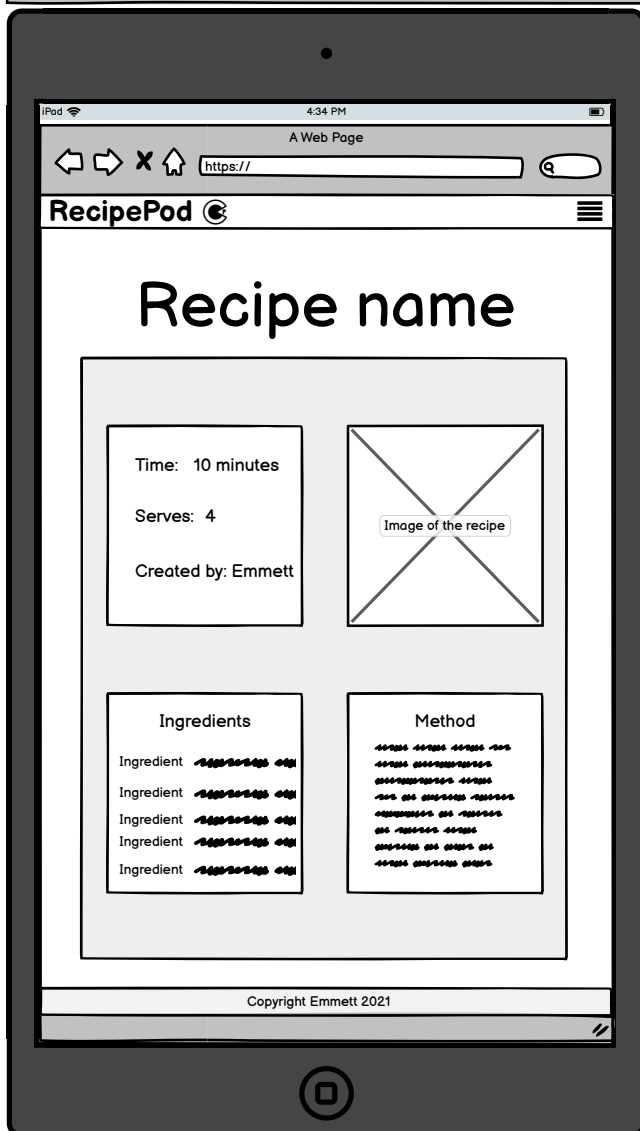 iPad 4:34 PM
A Web Page
https://
RecipePod
Recipe name
Time: 10 minutes
Serves: 4
Created by: Emmett
Image of the recipe
Ingredients
Ingredient
Ingredient
Ingredient
Ingredient
Ingredient
Method
Copyright Emmett 2021